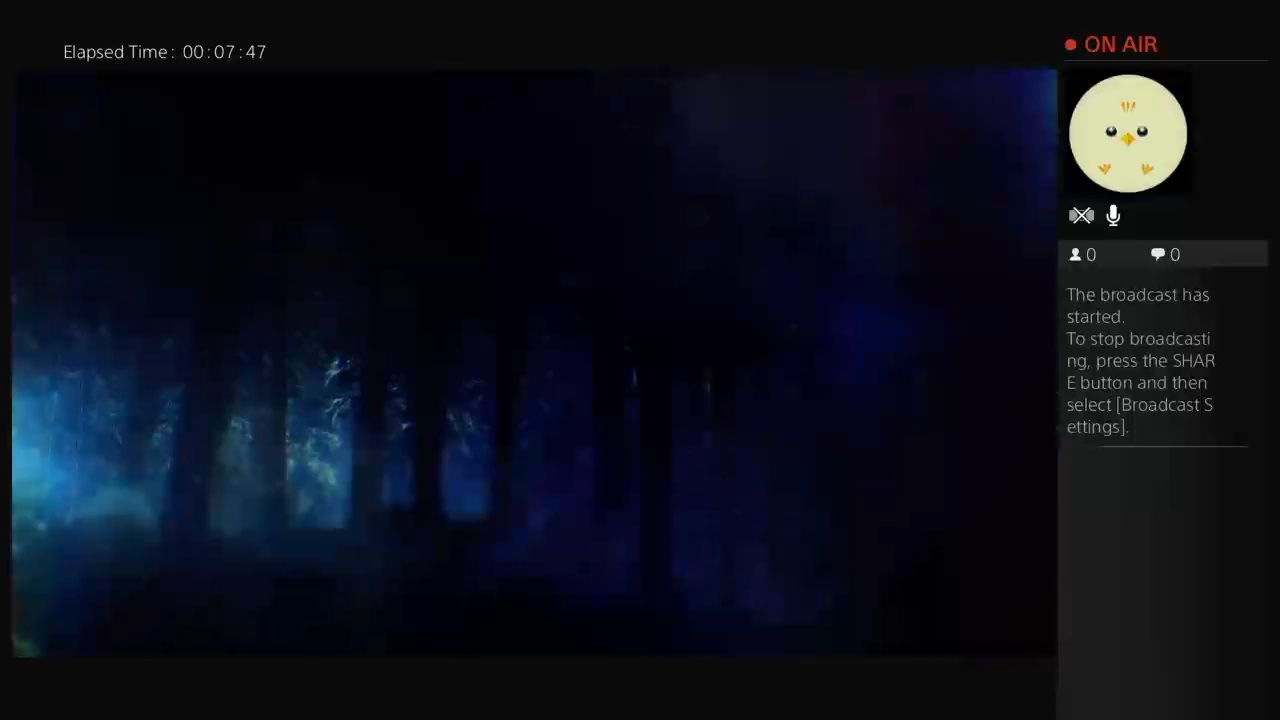 Elapsed Time: 00:07:47
ON AIR
0 0
The broadcast has
started.
To stop broadcasti
ng, press the SHAR
E button and then
select [Broadcast S
ettings].